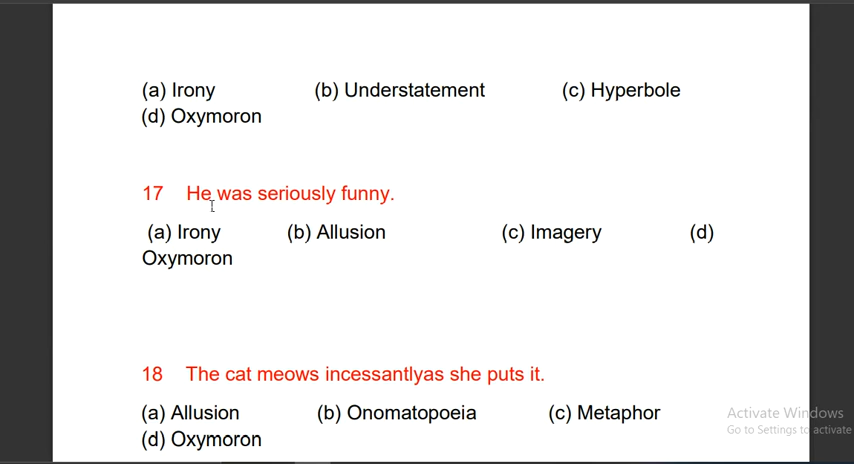 (a) Irony (b) Understatement (c) Hyperbole
(d) Oxymoron
17 He was seriously funny.
(a) Irony (b) Allusion (c) Imagery (d)
Oxymoron
18 The cat meows incessantlyas she puts it.
(a) Allusion (b) Onomatopoeia (c) Metaphor
(d) Oxymoron
Activate Windows
Go to Settings to activate